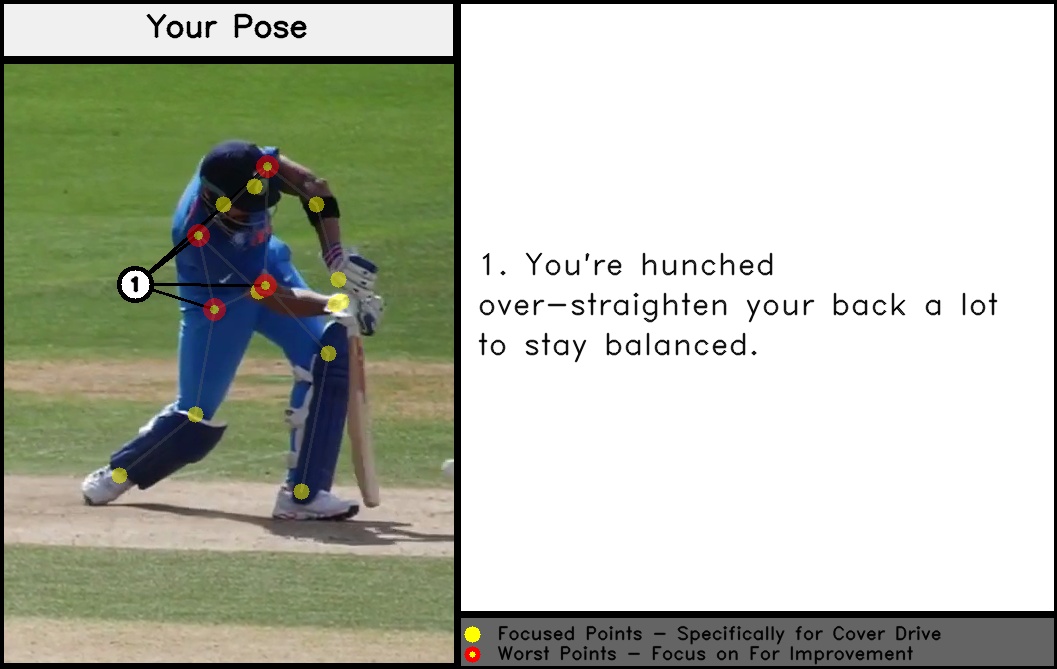 Your Pose
1
1. You're hunched
over-straighten your back a lot
to stay balanced.
Focused Points - Specifically for Cover Drive
Worst Points - Focus on For Improvement